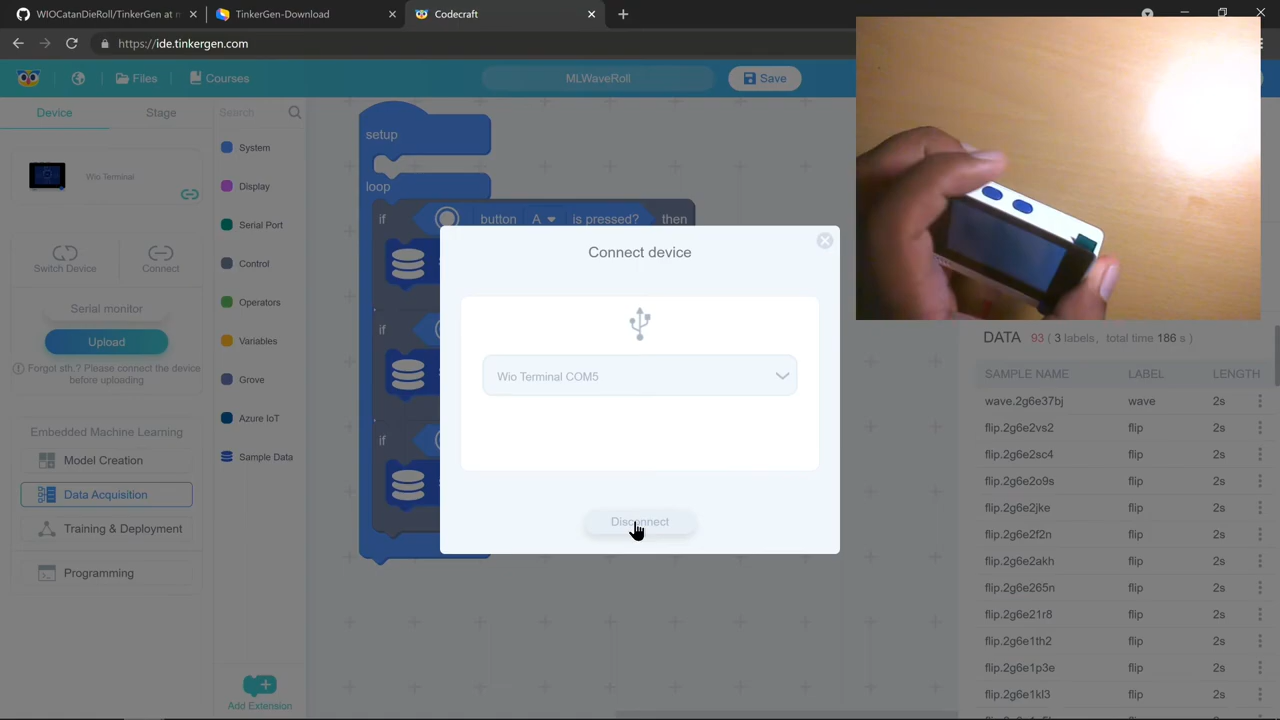 WIOCatanDieRoll/TinkerGen at n
TinkerGen-Download
Codecraft
https://ide.tinkergen.com
Files
Courses
MLWaveRoll
Save
Device
Stage
Search
Wio Terminal
Switch Device
Connect
Serial monitor
Upload
Forgot sth.? Please connect the device
before uploading
Embedded Machine Learning
Model Creation
Data Acquisition
Training & Deployment
Programming
System
Display
Serial Port
Control
Operators
Variables
Grove
Azure IoT
Sample Data
Add Extension
setup
loop
if button A is pressed? then
if
if
Connect device
Wio Terminal COM5
Disconnect
DATA 93 ( 3 labels, total time 186 s )
SAMPLE NAME LABEL LENGTH
wave.2g6e37bj wave 2s
flip.2g6e2vs2 flip 2s
flip.2g6e2sc4 flip 2s
flip.2g6e2o9s flip 2s
flip.2g6e2jke flip 2s
flip.2g6e2f2n flip 2s
flip.2g6e2akh flip 2s
flip.2g6e265n flip 2s
flip.2g6e21r8 flip 2s
flip.2g6e1th2 flip 2s
flip.2g6e1p3e flip 2s
flip.2g6e1kl3 flip 2s